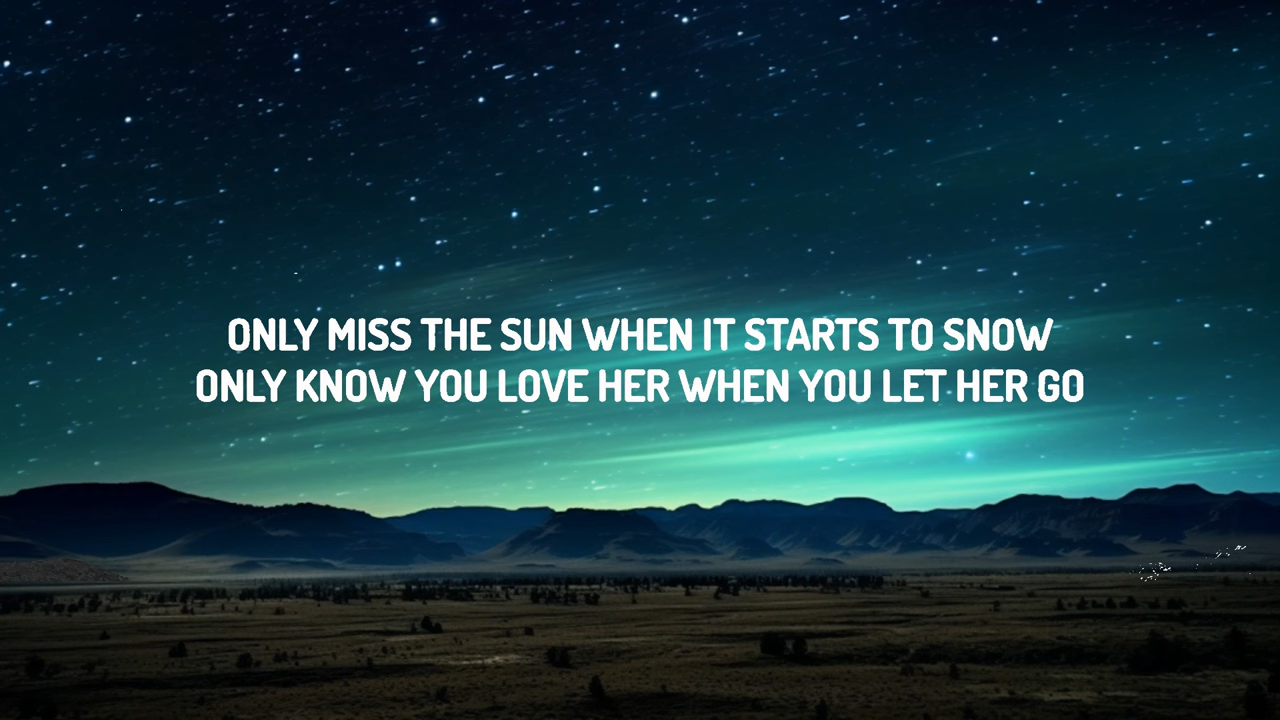 ONLY MISS THE SUN WHEN IT STARTS TO SNOW
ONLY KNOW YOU LOVE HER WHEN YOU LET HER GO